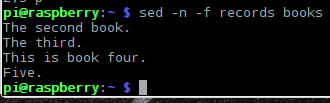 pi@raspberry:~ $ sed -n -f records books
The second book.
The third.
This is book four.
Five.
pi@raspberry:~ $